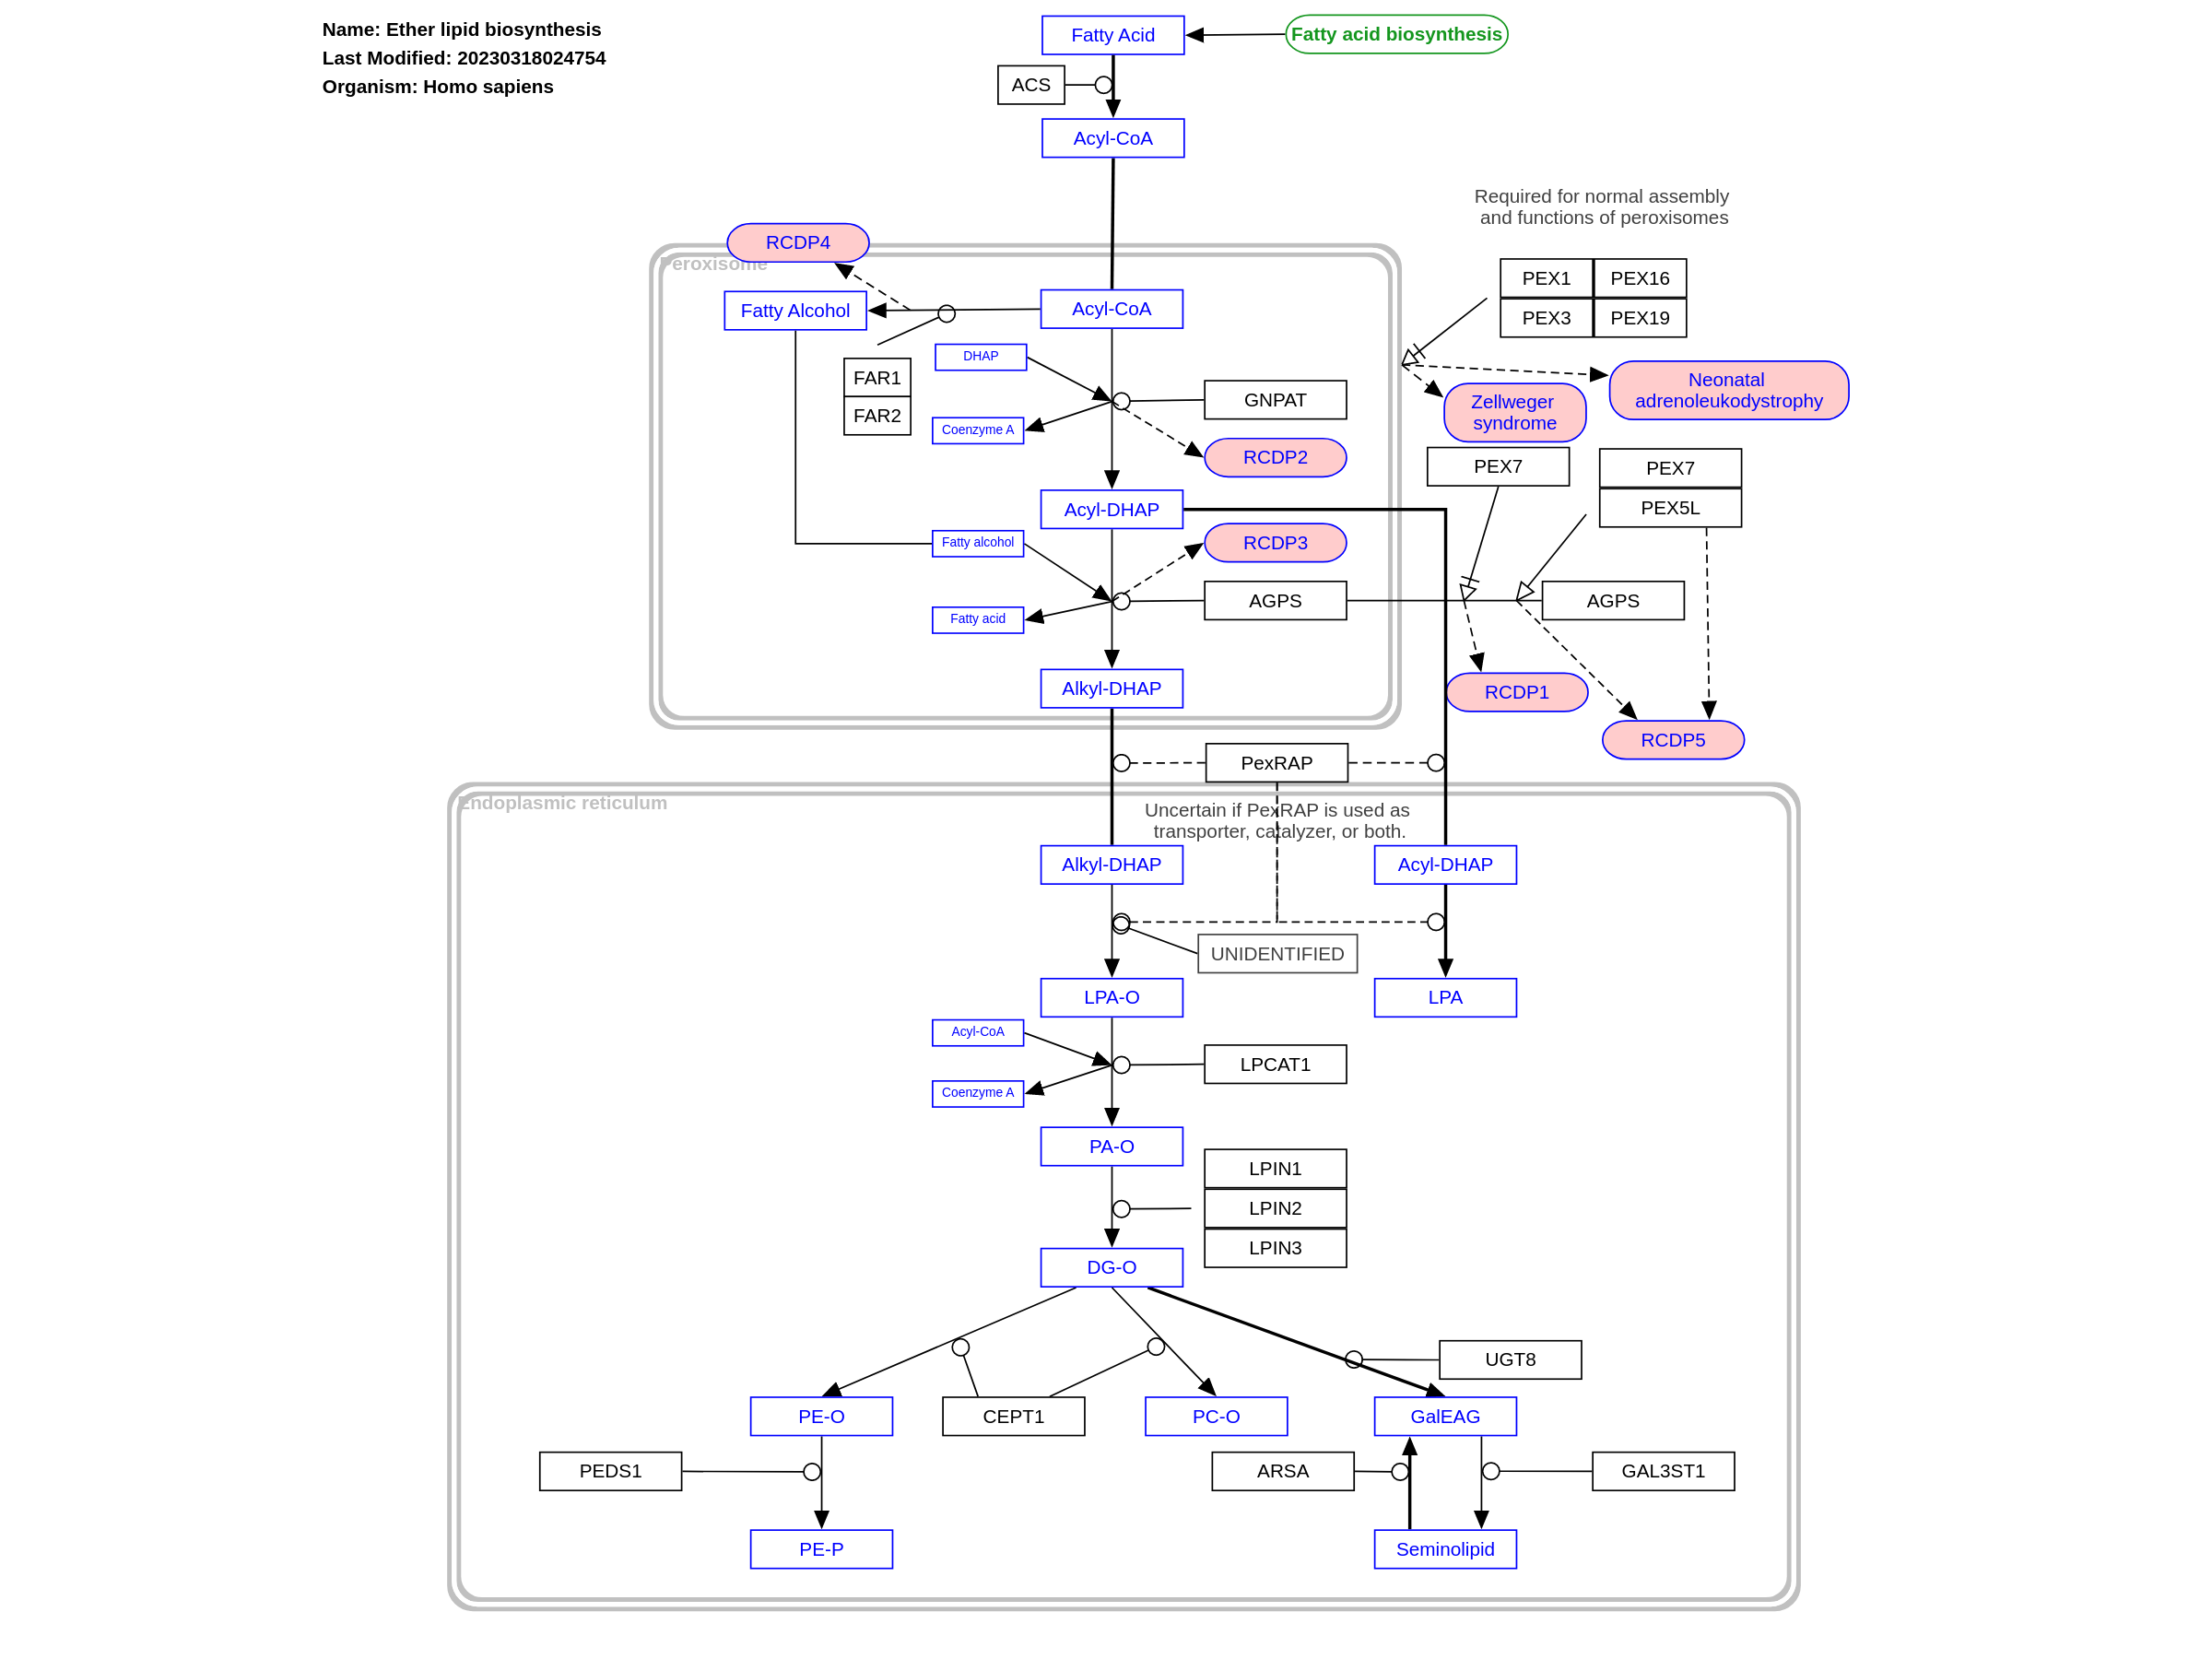 Name: Ether lipid biosynthesis
Last Modified: 20230318024754
Organism: Homo sapiens
Fatty Acid
Fatty acid biosynthesis
ACS
Acyl-CoA
Required for normal assembly
and functions of peroxisomes
RCDP4
Peroxisome
PEX1
PEX16
Fatty Alcohol
Acyl-CoA
PEX3
PEX19
DHAP
FAR1
Neonatal
adrenoleukodystrophy
GNPAT
Zellweger
syndrome
FAR2
Coenzyme A
RCDP2
PEX7
PEX7
Acyl-DHAP
PEX5L
Fatty alcohol
RCDP3
AGPS
AGPS
Fatty acid
Alkyl-DHAP
RCDP1
RCDP5
PexRAP
Endoplasmic reticulum
Uncertain if PexRAP is used as
transporter, catalyzer, or both.
Alkyl-DHAP
Acyl-DHAP
UNIDENTIFIED
LPA-O
LPA
Acyl-CoA
LPCAT1
Coenzyme A
PA-O
LPIN1
LPIN2
LPIN3
DG-O
UGT8
PE-O
CEPT1
PC-O
GalEAG
PEDS1
ARSA
GAL3ST1
PE-P
Seminolipid